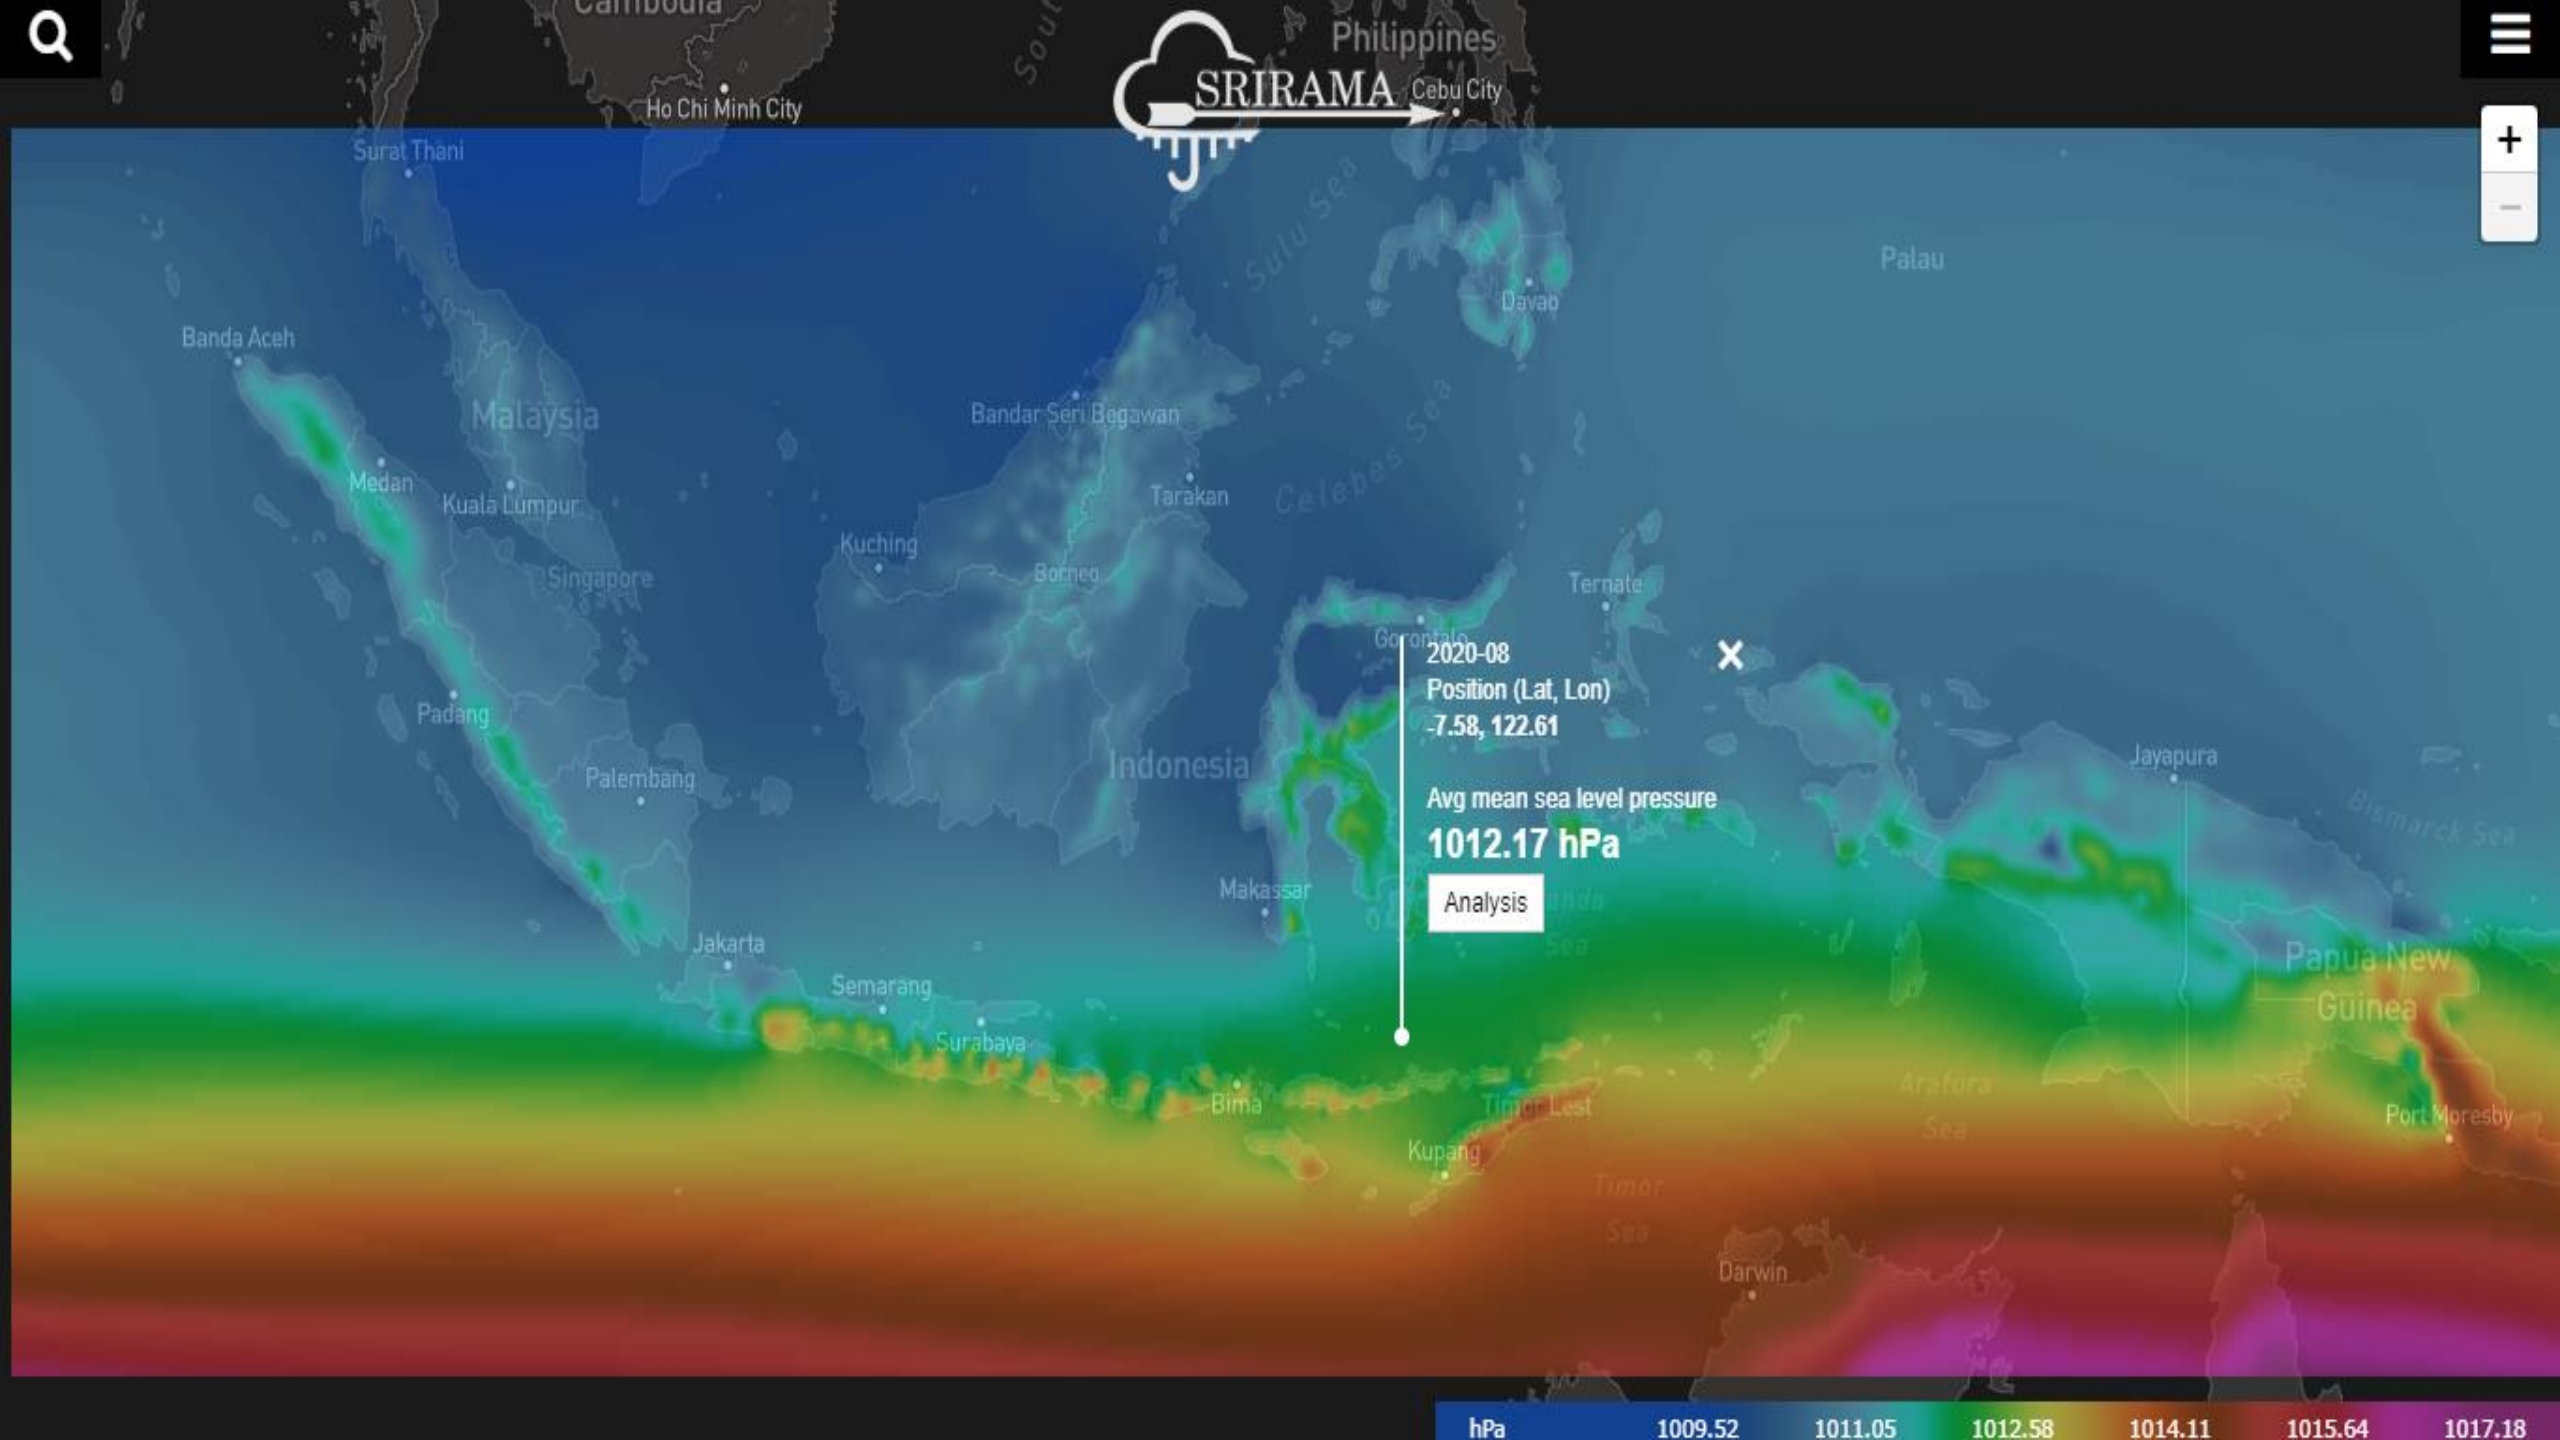 Cambodia
Philippines
SRIRAMA
Cebu City
Ho Chi Minh City
Surat Thani
Sulu Sea
Palau
Davao
Banda Aceh
Malaysia
Bandar Seri Begawan
Celebes Sea
Medan
Kuala Lumpur
Tarakan
Kuching
Borneo
Singapore
Ternate
Gorontalo
2020-08
Position (Lat, Lon)
-7.58, 122.61
Padang
Indonesia
Palembang
Jayapura
Avg mean sea level pressure
1012.17 hPa
Bismarck Sea
Makassar
Analysis
Sea
Jakarta
Semarang
Papua New
Guinea
Surabaya
Bima
Timor Lest
Arafura
Sea
Port Moresby
Kupang
Timor
Sea
Darwin
hPa 1009.52 1011.05 1012.58 1014.11 1015.64 1017.18